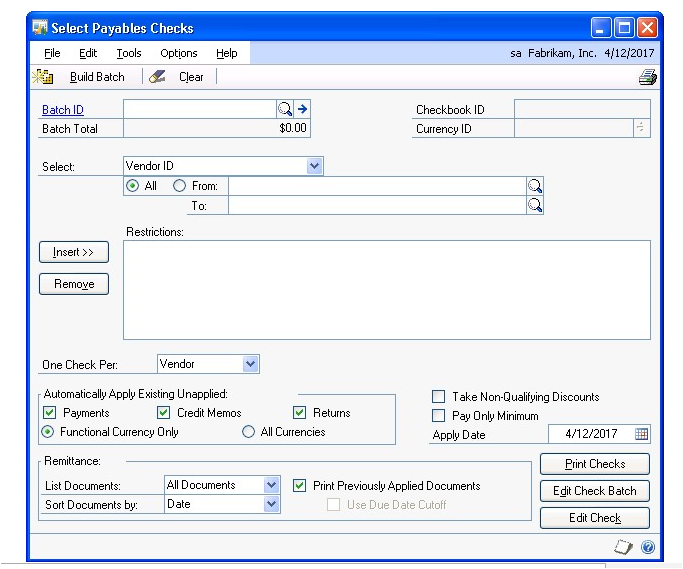 Select Payables Checks
File Edit Tools Options Help sa Fabrikam, Inc. 4/12/2017
Build Batch Clear
Batch ID Checkbook ID
Batch Total $0.00 Currency ID
Select: Vendor ID
All From:
To:
Restrictions:
Insert >>
Remove
One Check Per: Vendor
Automatically Apply Existing Unapplied:
Payments Credit Memos Returns
Functional Currency Only All Currencies
Take Non-Qualifying Discounts
Pay Only Minimum
Apply Date 4/12/2017
Remittance:
List Documents: All Documents Print Previously Applied Documents
Sort Documents by: Date Use Due Date Cutoff
Print Checks
Edit Check Batch
Edit Check